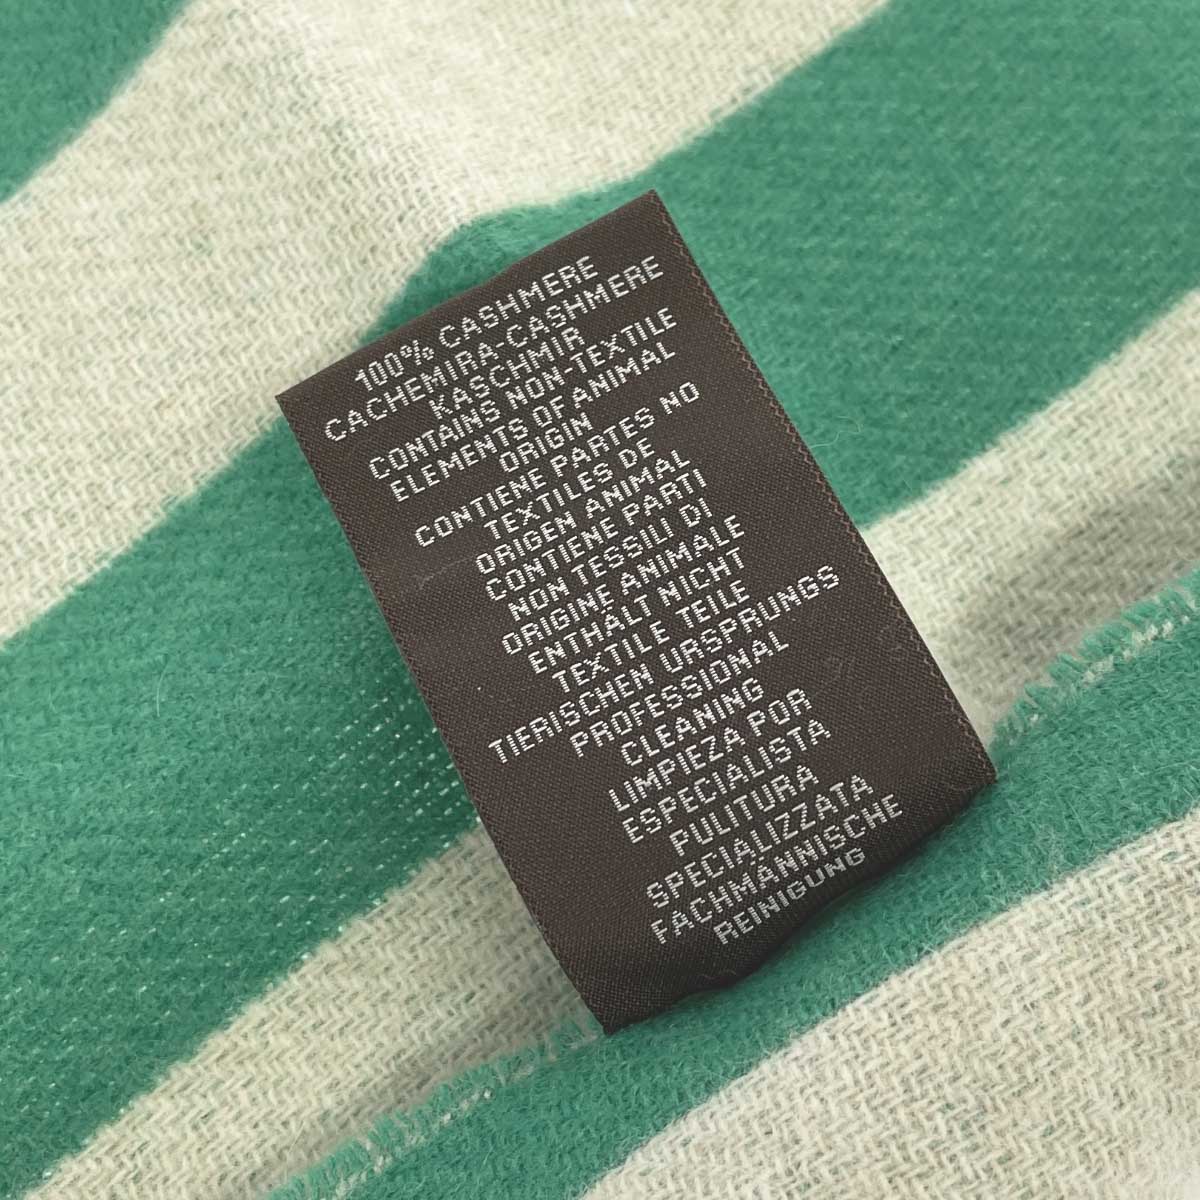 100% CASHMERE
CACHEMIRA-CASHMERE
KASCHMIR
CONTAINS NON-TEXTILE
ELEMENTS OF ANIMAL
ORIGIN
CONTIENE PARTES NO
TEXTILES DE
ORIGEN ANIMAL
CONTIENE PARTI
NON TESSILI DI
ORIGINE ANIMALE
ENTHÄLT NICHT
TEXTILE TEILE
TIERISCHEN URSPRUNGS
PROFESSIONAL
CLEANING
LIMPIEZA POR
ESPECIALISTA
PULITURA
SPECIALIZZATA
FACHMÄNNISCHE
REINIGUNG